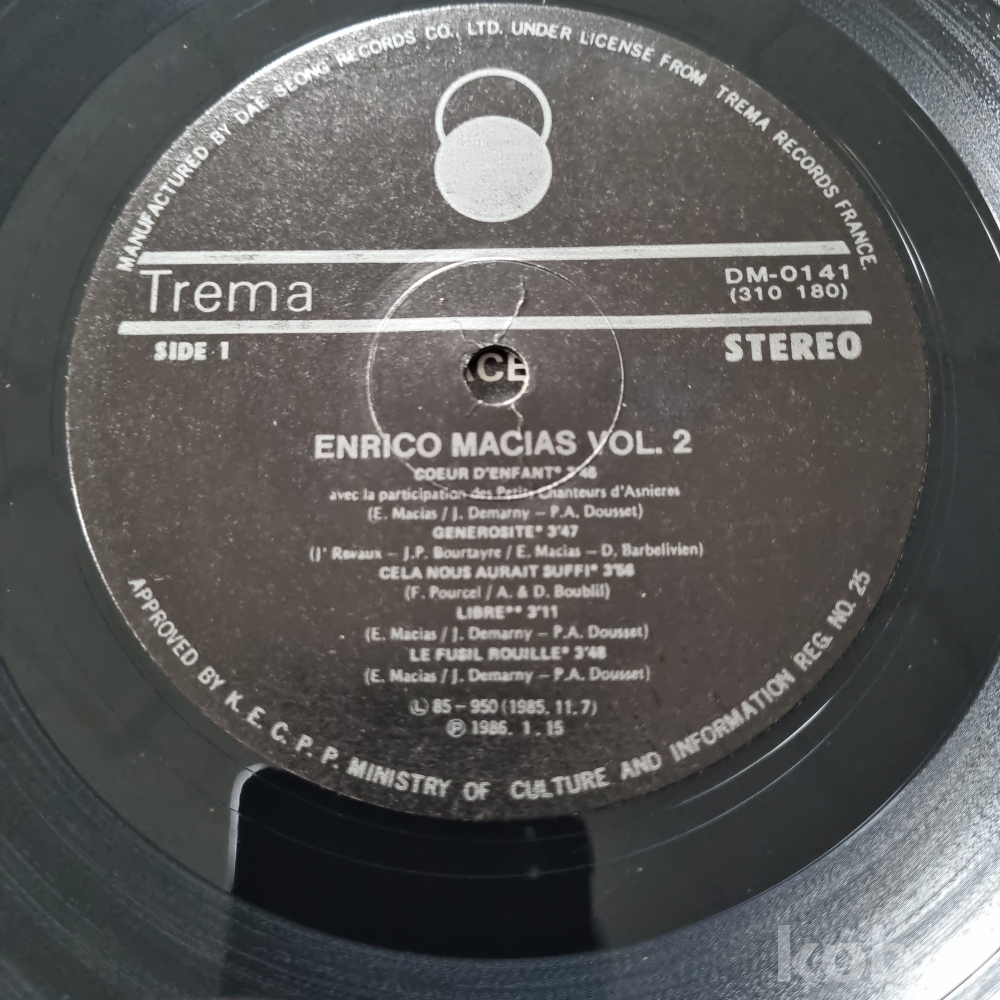 MANUFACTURED BY DAE SEONG RECORDS CO., LTD. UNDER LICENSE FROM TREMA RECORDS FRANCE.
Trema
DM-0141
(310 180)
SIDE 1
STEREO
CE
ENRICO MACIAS VOL. 2
COEUR D'ENFANT* 3'48
avec la participation des Petits Chanteurs d'Asnieres
(E. Macias / J. Demarny – P.A. Dousset)
GENEROSITE* 3'47
(J' Revaux – J.P. Bourtayre / E. Macias – D. Barbelivien)
CELA NOUS AURAIT SUFFI* 3'56
(F. Pourcel / A. & D. Boublil)
LIBRE** 3'11
(E. Macias / J. Demarny – P.A. Dousset)
LE FUSIL ROUILLE* 3'48
(E. Macias / J. Demarny – P.A. Dousset)
Ⓛ 85-950 (1985. 11. 7)
℗ 1986. 1. 15
APPROVED BY K. E. C. P. P. MINISTRY OF CULTURE AND INFORMATION REG. NO. 25